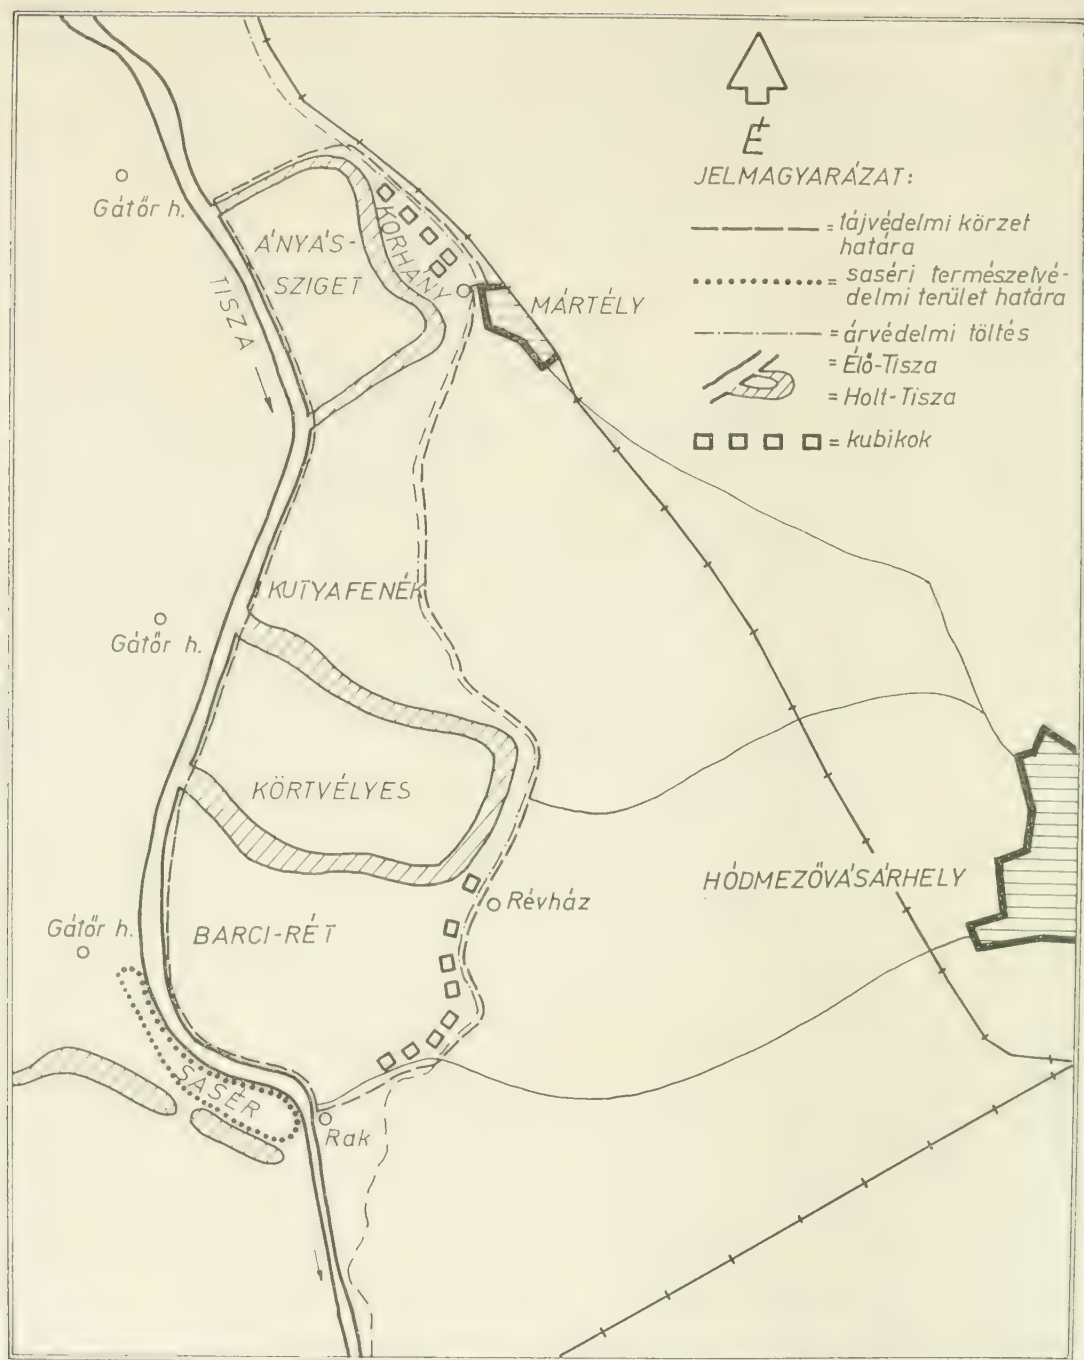 É
JELMAGYARÁZAT:
= tájvédelmi körzet
határa
= saséri természetvé-
delmi terület határa
= árvédelmi töltés
= Élő-Tisza
= Holt-Tisza
= kubikok
Gátőr h.
ÁNYÁS-
SZIGET
KORHÁNY
MÁRTÉLY
TISZA
KUTYAFENÉK
Gátőr h.
KÖRTVÉLYES
HÓDMEZŐVÁSÁRHELY
Révház
Gátőr h.
BARCI-RÉT
SASÉR
Rak